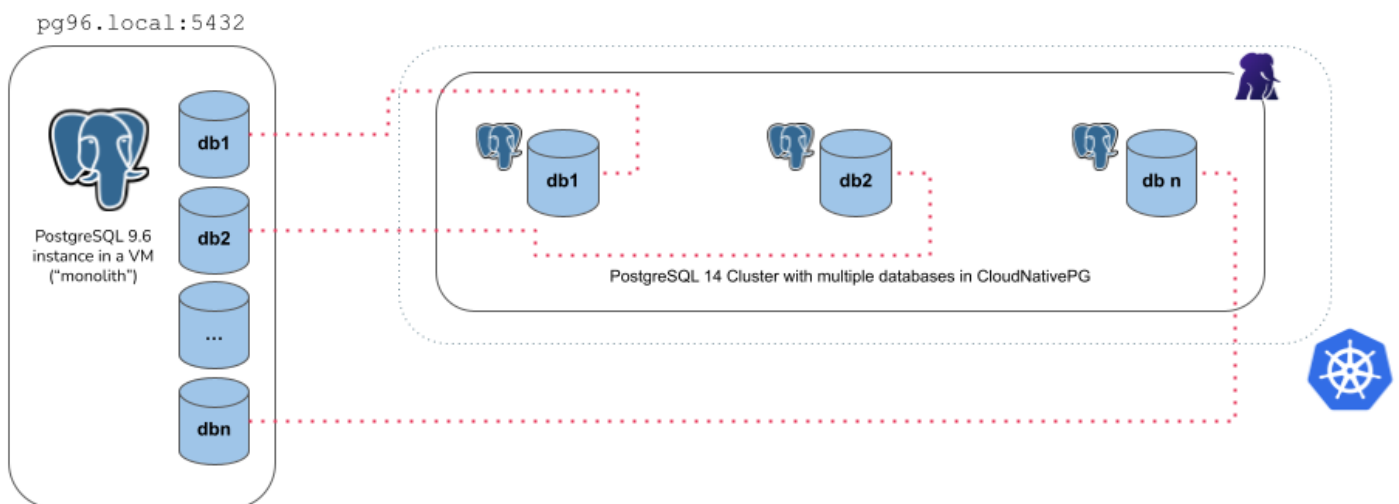 pg96.local:5432
db1
PostgreSQL 9.6
instance in a VM
(“monolith”)
db2
...
dbn
db1
db2
db n
PostgreSQL 14 Cluster with multiple databases in CloudNativePG